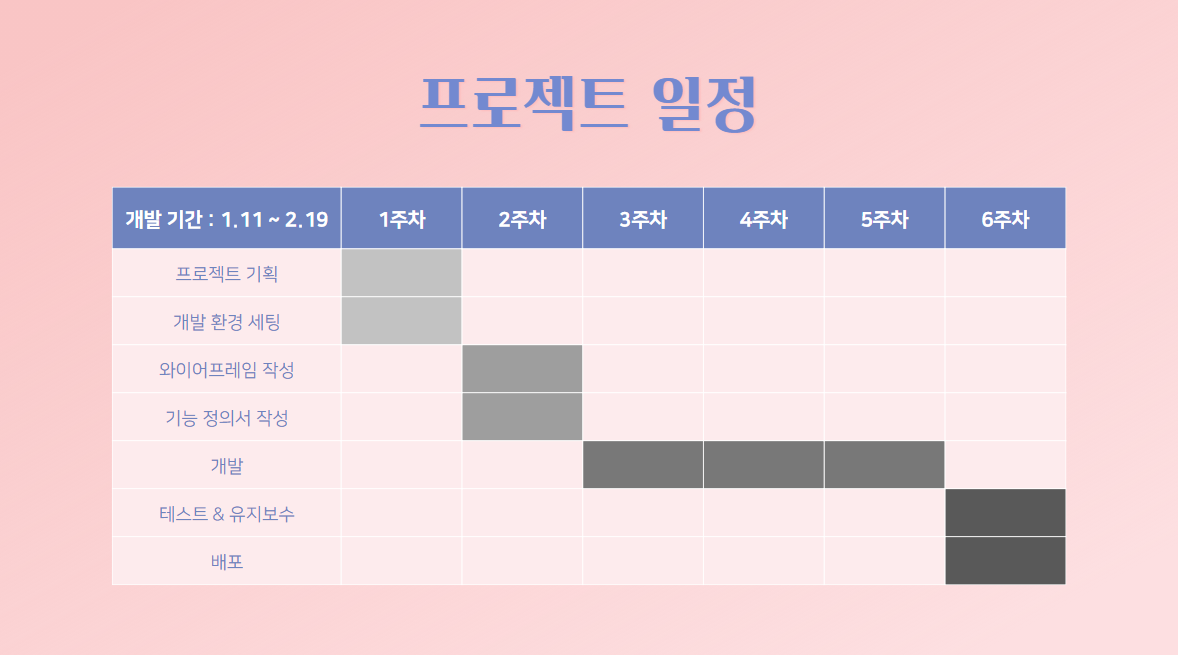 프로젝트 일정
개발 기간 : 1.11 ~ 2.19 1주차 2주차 3주차 4주차 5주차 6주차
프로젝트 기획
개발 환경 세팅
와이어프레임 작성
기능 정의서 작성
개발
테스트 & 유지보수
배포